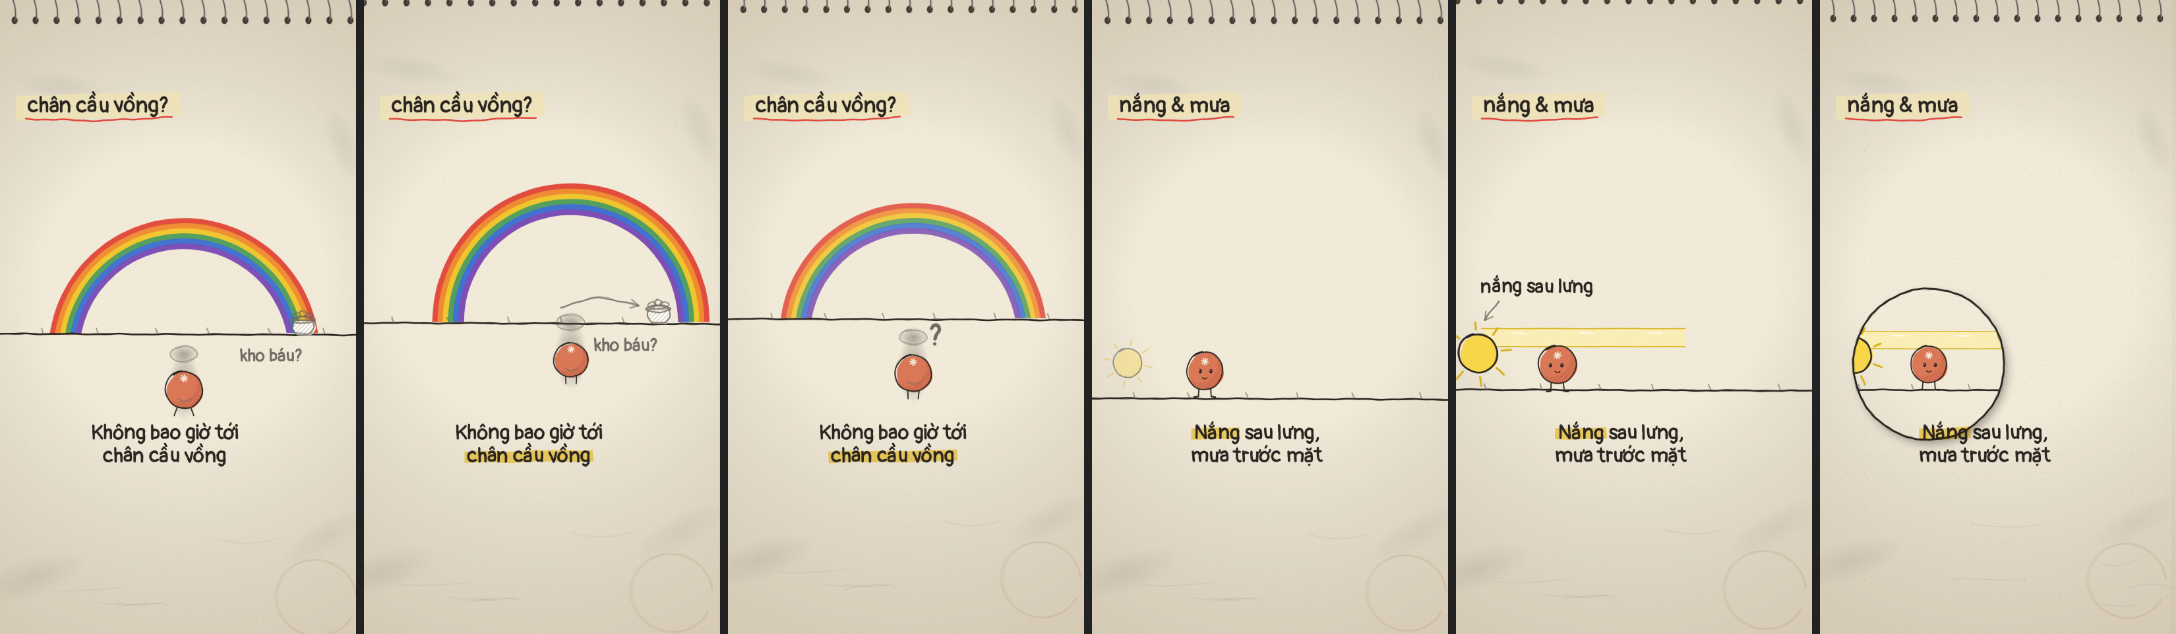 chân cầu vồng?
kho báu?
Không bao giờ tới
chân cầu vồng
chân cầu vồng?
kho báu?
Không bao giờ tới
chân cầu vồng
chân cầu vồng?
?
Không bao giờ tới
chân cầu vồng
nắng & mưa
Nắng sau lưng,
mưa trước mặt
nắng & mưa
nắng sau lưng
Nắng sau lưng,
mưa trước mặt
nắng & mưa
Nắng sau lưng,
mưa trước mặt